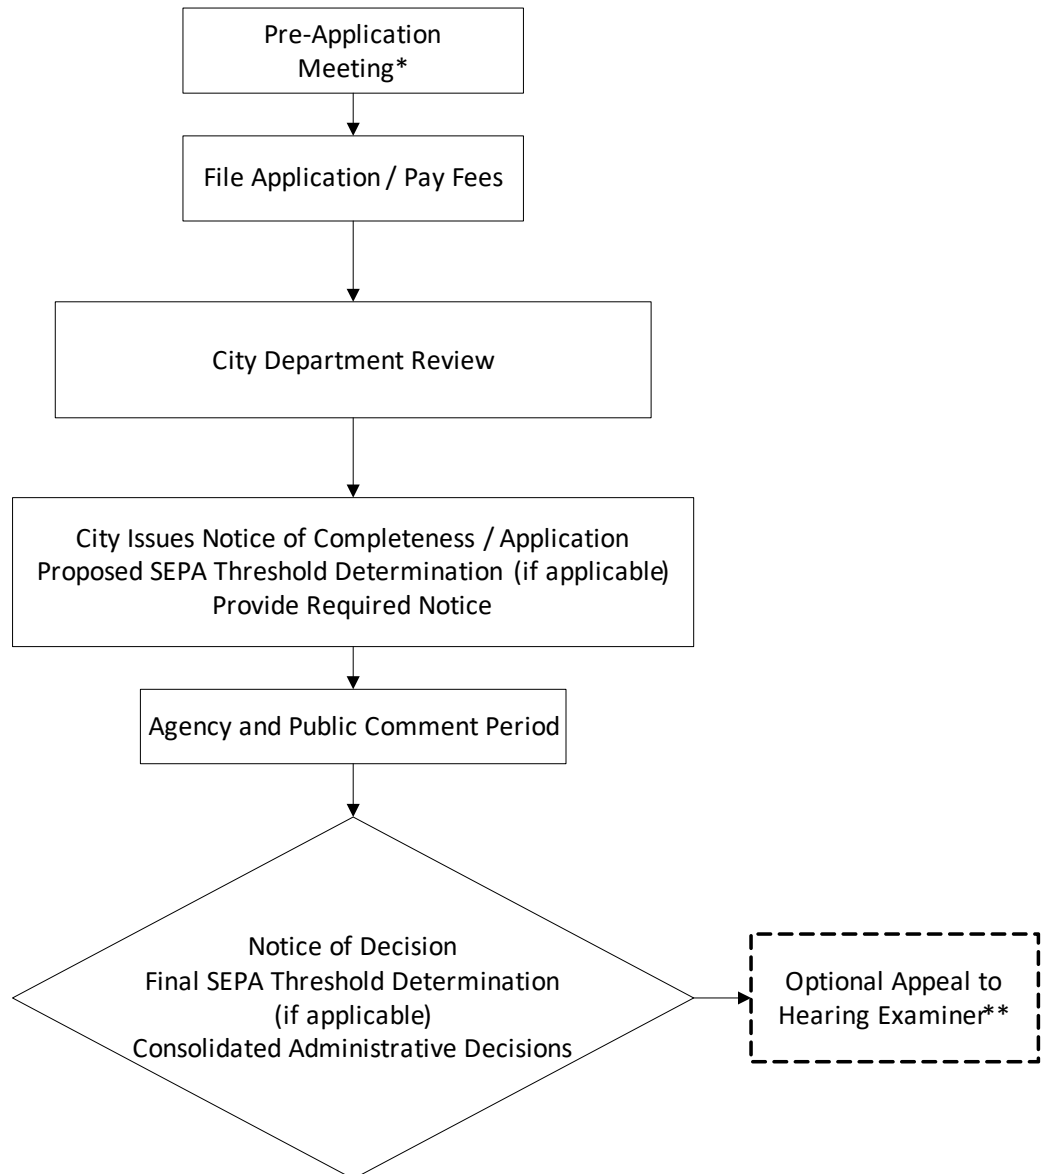 Pre-Application
Meeting*
File Application / Pay Fees
City Department Review
City Issues Notice of Completeness / Application
Proposed SEPA Threshold Determination (if applicable)
Provide Required Notice
Agency and Public Comment Period
Notice of Decision
Final SEPA Threshold Determination
(if applicable)
Consolidated Administrative Decisions
Optional Appeal to
Hearing Examiner**